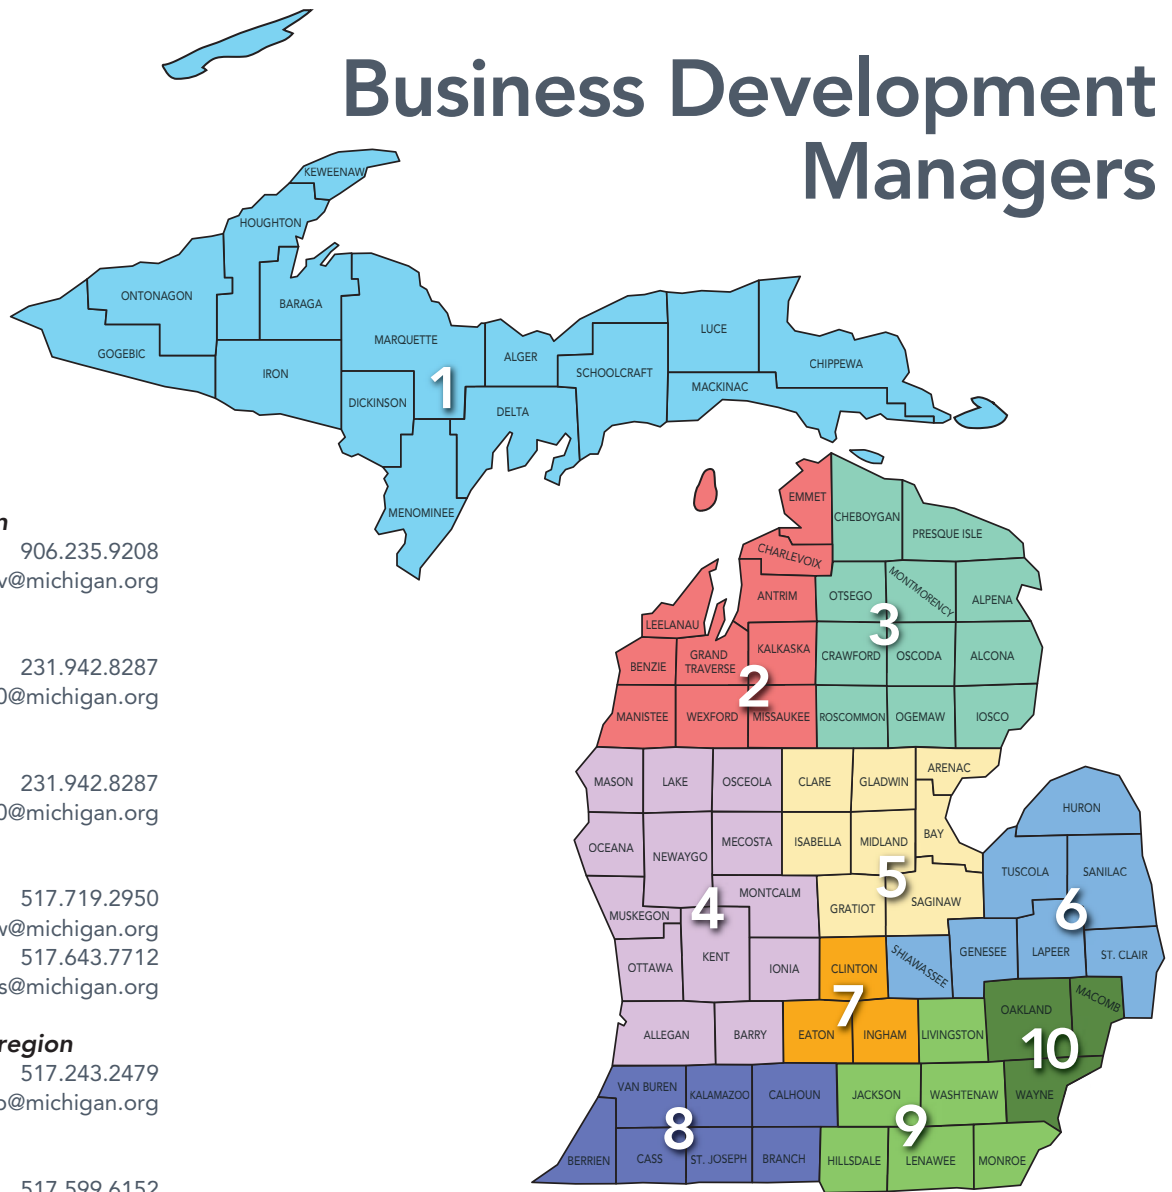 Business Development
Managers
KEWEENAW
HOUGHTON
ONTONAGON
BARAGA
GOGEBIC
IRON
MARQUETTE
DICKINSON
1
ALGER
DELTA
SCHOOLCRAFT
LUCE
MACKINAC
CHIPPEWA
MENOMINEE
n
906.235.9208
v@michigan.org
231.942.8287
0@michigan.org
231.942.8287
0@michigan.org
517.719.2950
v@michigan.org
517.643.7712
s@michigan.org
region
517.243.2479
o@michigan.org
517.599.6152
EMMET
CHEBOYGAN
PRESQUE ISLE
CHARLEVOIX
ANTRIM
OTSEGO
MONTMORENCY
ALPENA
3
LEELANAU
BENZIE
GRAND
TRAVERSE
KALKASKA
CRAWFORD
OSCODA
ALCONA
2
MANISTEE
WEXFORD
MISSAUKEE
ROSCOMMON
OGEMAW
IOSCO
MASON
LAKE
OSCEOLA
CLARE
GLADWIN
ARENAC
HURON
OCEANA
NEWAYGO
MECOSTA
ISABELLA
MIDLAND
BAY
5
TUSCOLA
SANILAC
MUSKEGON
4
MONTCALM
GRATIOT
SAGINAW
6
OTTAWA
KENT
IONIA
CLINTON
SHIAWASSEE
GENESEE
LAPEER
ST. CLAIR
7
ALLEGAN
BARRY
EATON
INGHAM
LIVINGSTON
OAKLAND
MACOMB
10
VAN BUREN
KALAMAZOO
CALHOUN
JACKSON
WASHTENAW
WAYNE
8
9
BERRIEN
CASS
ST. JOSEPH
BRANCH
HILLSDALE
LENAWEE
MONROE